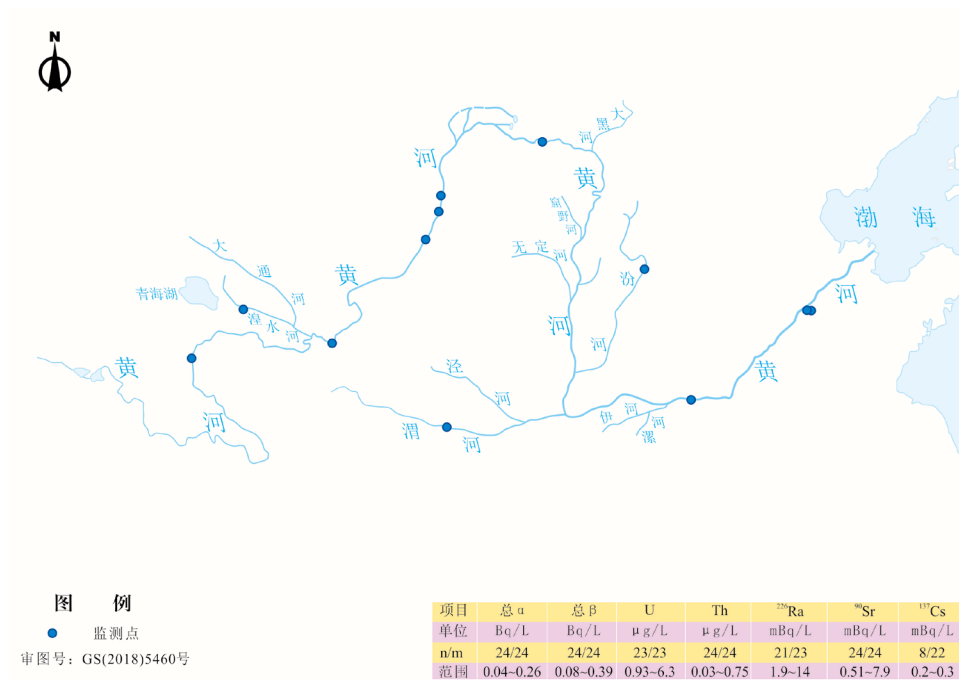 N
大
黑
河
河
黄
窟
野
河
渤 海
无 定 河
大
通
河
汾
黄
青海湖
湟 水 河
河
河
河
黄
泾
河
黄
河
伊 河
渭
河
漯
河
图 例
监测点
审图号：GS(2018)5460号
项目 总α 总β U Th ²²⁶Ra ⁹⁰Sr ¹³⁷Cs
单位 Bq/L Bq/L μg/L μg/L mBq/L mBq/L mBq/L
n/m 24/24 24/24 23/23 24/24 21/23 24/24 8/22
范围 0.04~0.26 0.08~0.39 0.93~6.3 0.03~0.75 1.9~14 0.51~7.9 0.2~0.3